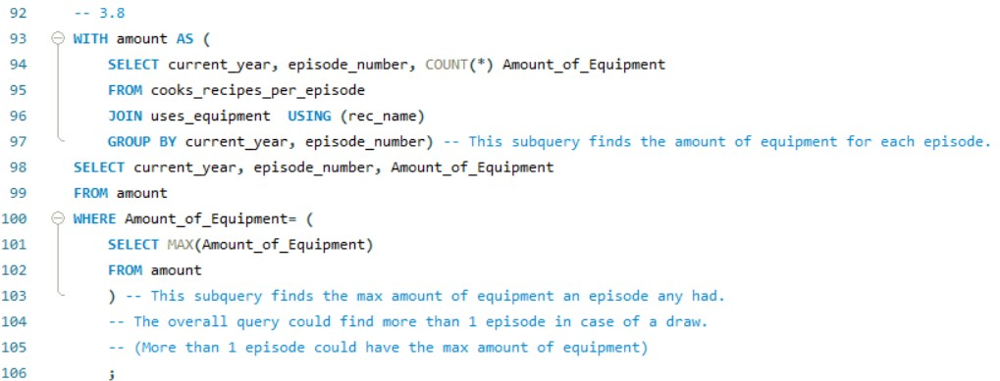 92 -- 3.8
93 WITH amount AS (
94 SELECT current_year, episode_number, COUNT(*) Amount_of_Equipment
95 FROM cooks_recipes_per_episode
96 JOIN uses_equipment  USING (rec_name)
97 GROUP BY current_year, episode_number) -- This subquery finds the amount of equipment for each episode.
98 SELECT current_year, episode_number, Amount_of_Equipment
99 FROM amount
100 WHERE Amount_of_Equipment= (
101 SELECT MAX(Amount_of_Equipment)
102 FROM amount
103 ) -- This subquery finds the max amount of equipment an episode any had.
104 -- The overall query could find more than 1 episode in case of a draw.
105 -- (More than 1 episode could have the max amount of equipment)
106 ;